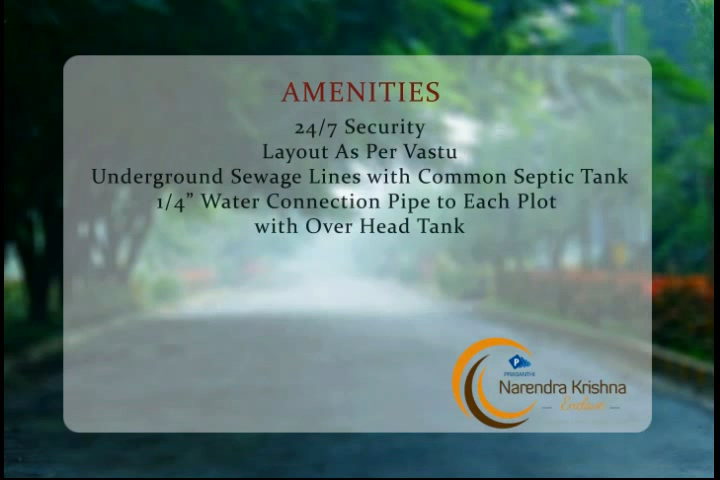 AMENITIES
24/7 Security
Layout As Per Vastu
Underground Sewage Lines with Common Septic Tank
1/4” Water Connection Pipe to Each Plot
with Over Head Tank
P
Narendra Krishna
Enclave